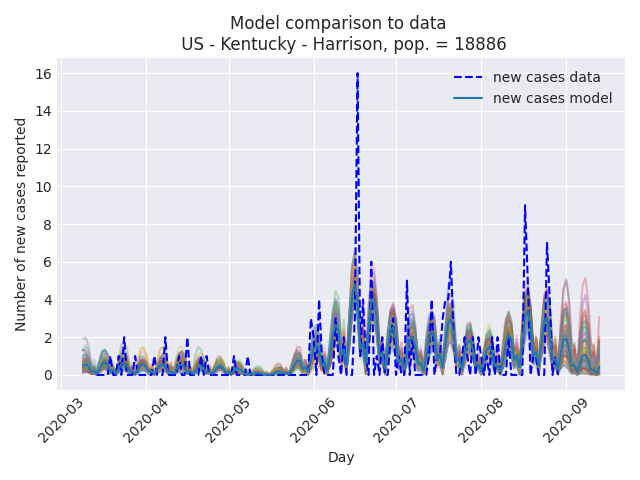 Model comparison to data
US - Kentucky - Harrison, pop. = 18886
new cases data
new cases model
Number of new cases reported
16
14
12
10
8
6
4
2
0
2020-03
2020-04
2020-05
2020-06
2020-07
2020-08
2020-09
Day